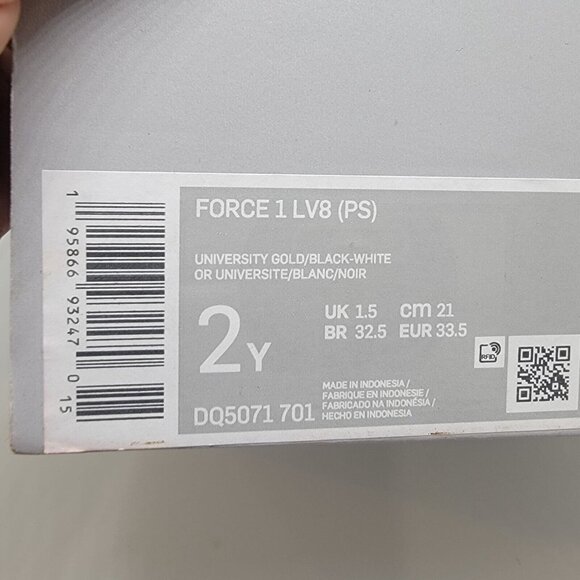 1 95866 93247 0 15
FORCE 1 LV8 (PS)
UNIVERSITY GOLD/BLACK-WHITE
OR UNIVERSITE/BLANC/NOIR
2Y
UK 1.5 cm 21
BR 32.5 EUR 33.5
RFID
DQ5071 701
MADE IN INDONESIA /
FABRIQUE EN INDONESIE /
FABRICADO NA INDONÉSIA /
HECHO EN INDONESIA